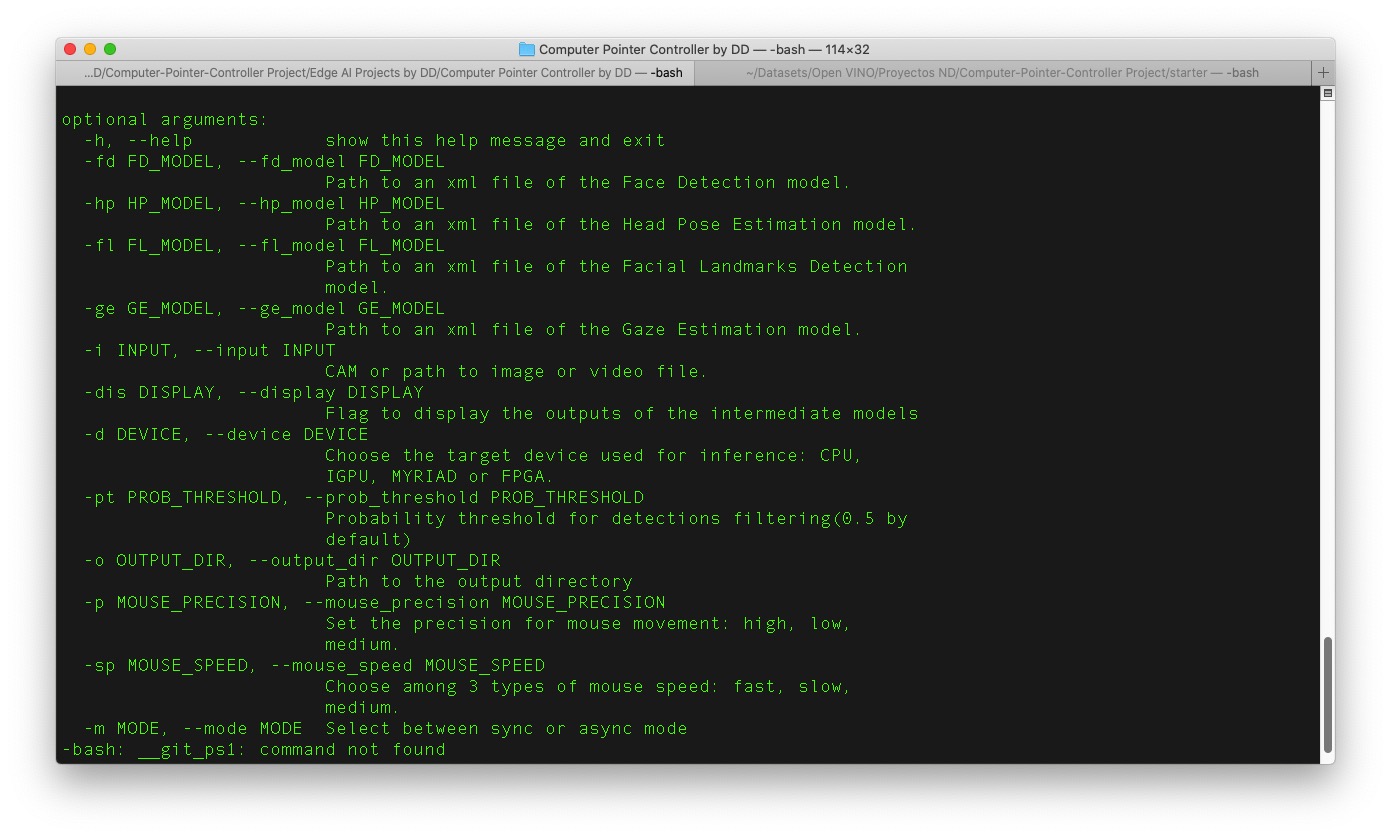 Computer Pointer Controller by DD — -bash — 114×32
...D/Computer-Pointer-Controller Project/Edge AI Projects by DD/Computer Pointer Controller by DD — -bash
~/Datasets/Open VINO/Proyectos ND/Computer-Pointer-Controller Project/starter — -bash
optional arguments:
-h, --help show this help message and exit
-fd FD_MODEL, --fd_model FD_MODEL
Path to an xml file of the Face Detection model.
-hp HP_MODEL, --hp_model HP_MODEL
Path to an xml file of the Head Pose Estimation model.
-fl FL_MODEL, --fl_model FL_MODEL
Path to an xml file of the Facial Landmarks Detection
model.
-ge GE_MODEL, --ge_model GE_MODEL
Path to an xml file of the Gaze Estimation model.
-i INPUT, --input INPUT
CAM or path to image or video file.
-dis DISPLAY, --display DISPLAY
Flag to display the outputs of the intermediate models
-d DEVICE, --device DEVICE
Choose the target device used for inference: CPU,
IGPU, MYRIAD or FPGA.
-pt PROB_THRESHOLD, --prob_threshold PROB_THRESHOLD
Probability threshold for detections filtering(0.5 by
default)
-o OUTPUT_DIR, --output_dir OUTPUT_DIR
Path to the output directory
-p MOUSE_PRECISION, --mouse_precision MOUSE_PRECISION
Set the precision for mouse movement: high, low,
medium.
-sp MOUSE_SPEED, --mouse_speed MOUSE_SPEED
Choose among 3 types of mouse speed: fast, slow,
medium.
-m MODE, --mode MODE Select between sync or async mode
-bash: __git_ps1: command not found